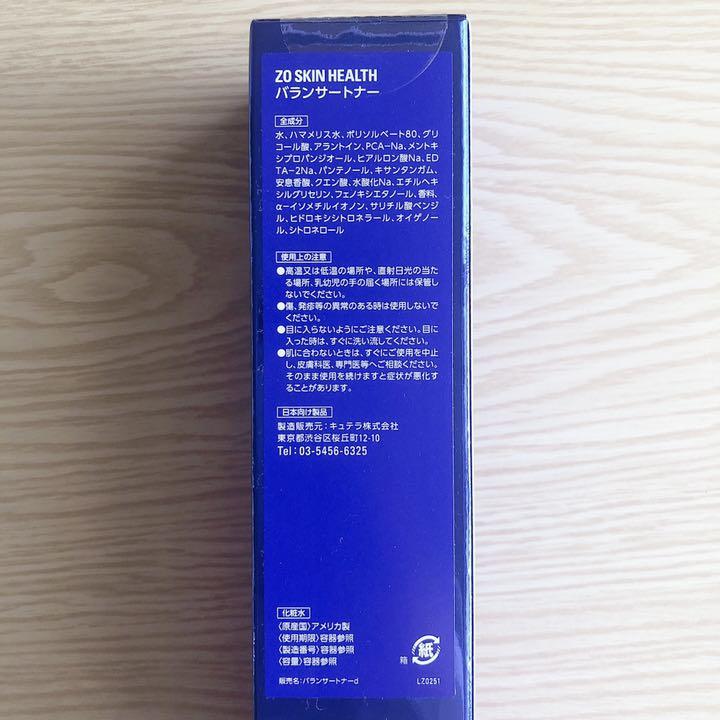 ZO SKIN HEALTH
バランサートナー
全成分
水、ハマメリス水、ポリソルベート80、グリ
コール酸、アラントイン、PCA-Na、メントキ
シプロパンジオール、ヒアルロン酸Na、ED
TA-2Na、パンテノール、キサンタンガム、
安息香酸、クエン酸、水酸化Na、エチルヘキ
シルグリセリン、フェノキシエタノール、香料、
α-イソメチルイオノン、サリチル酸ベンジ
ル、ヒドロキシシトロネラール、オイゲノー
ル、シトロネロール
使用上の注意
●高温又は低温の場所や、直射日光の当た
る場所、乳幼児の手の届く場所には保管し
ないでください。
●傷、発疹等の異常のある時は使用しないで
ください。
●目に入らないようにご注意ください。目に
入った時は、すぐに洗い流してください。
●肌に合わないときは、すぐにご使用を中止
し、皮膚科医、専門医等へご相談ください。
そのまま使用を続けますと症状が悪化す
ることがあります。
日本向け製品
製造販売元：キュテラ株式会社
東京都渋谷区桜丘町12-10
Tel：03-5456-6325
化粧水
〈原産国〉アメリカ製
〈使用期限〉容器参照
〈製造番号〉容器参照
〈容量〉容器参照
箱 紙
販売名：バランサートナーd LZ0251